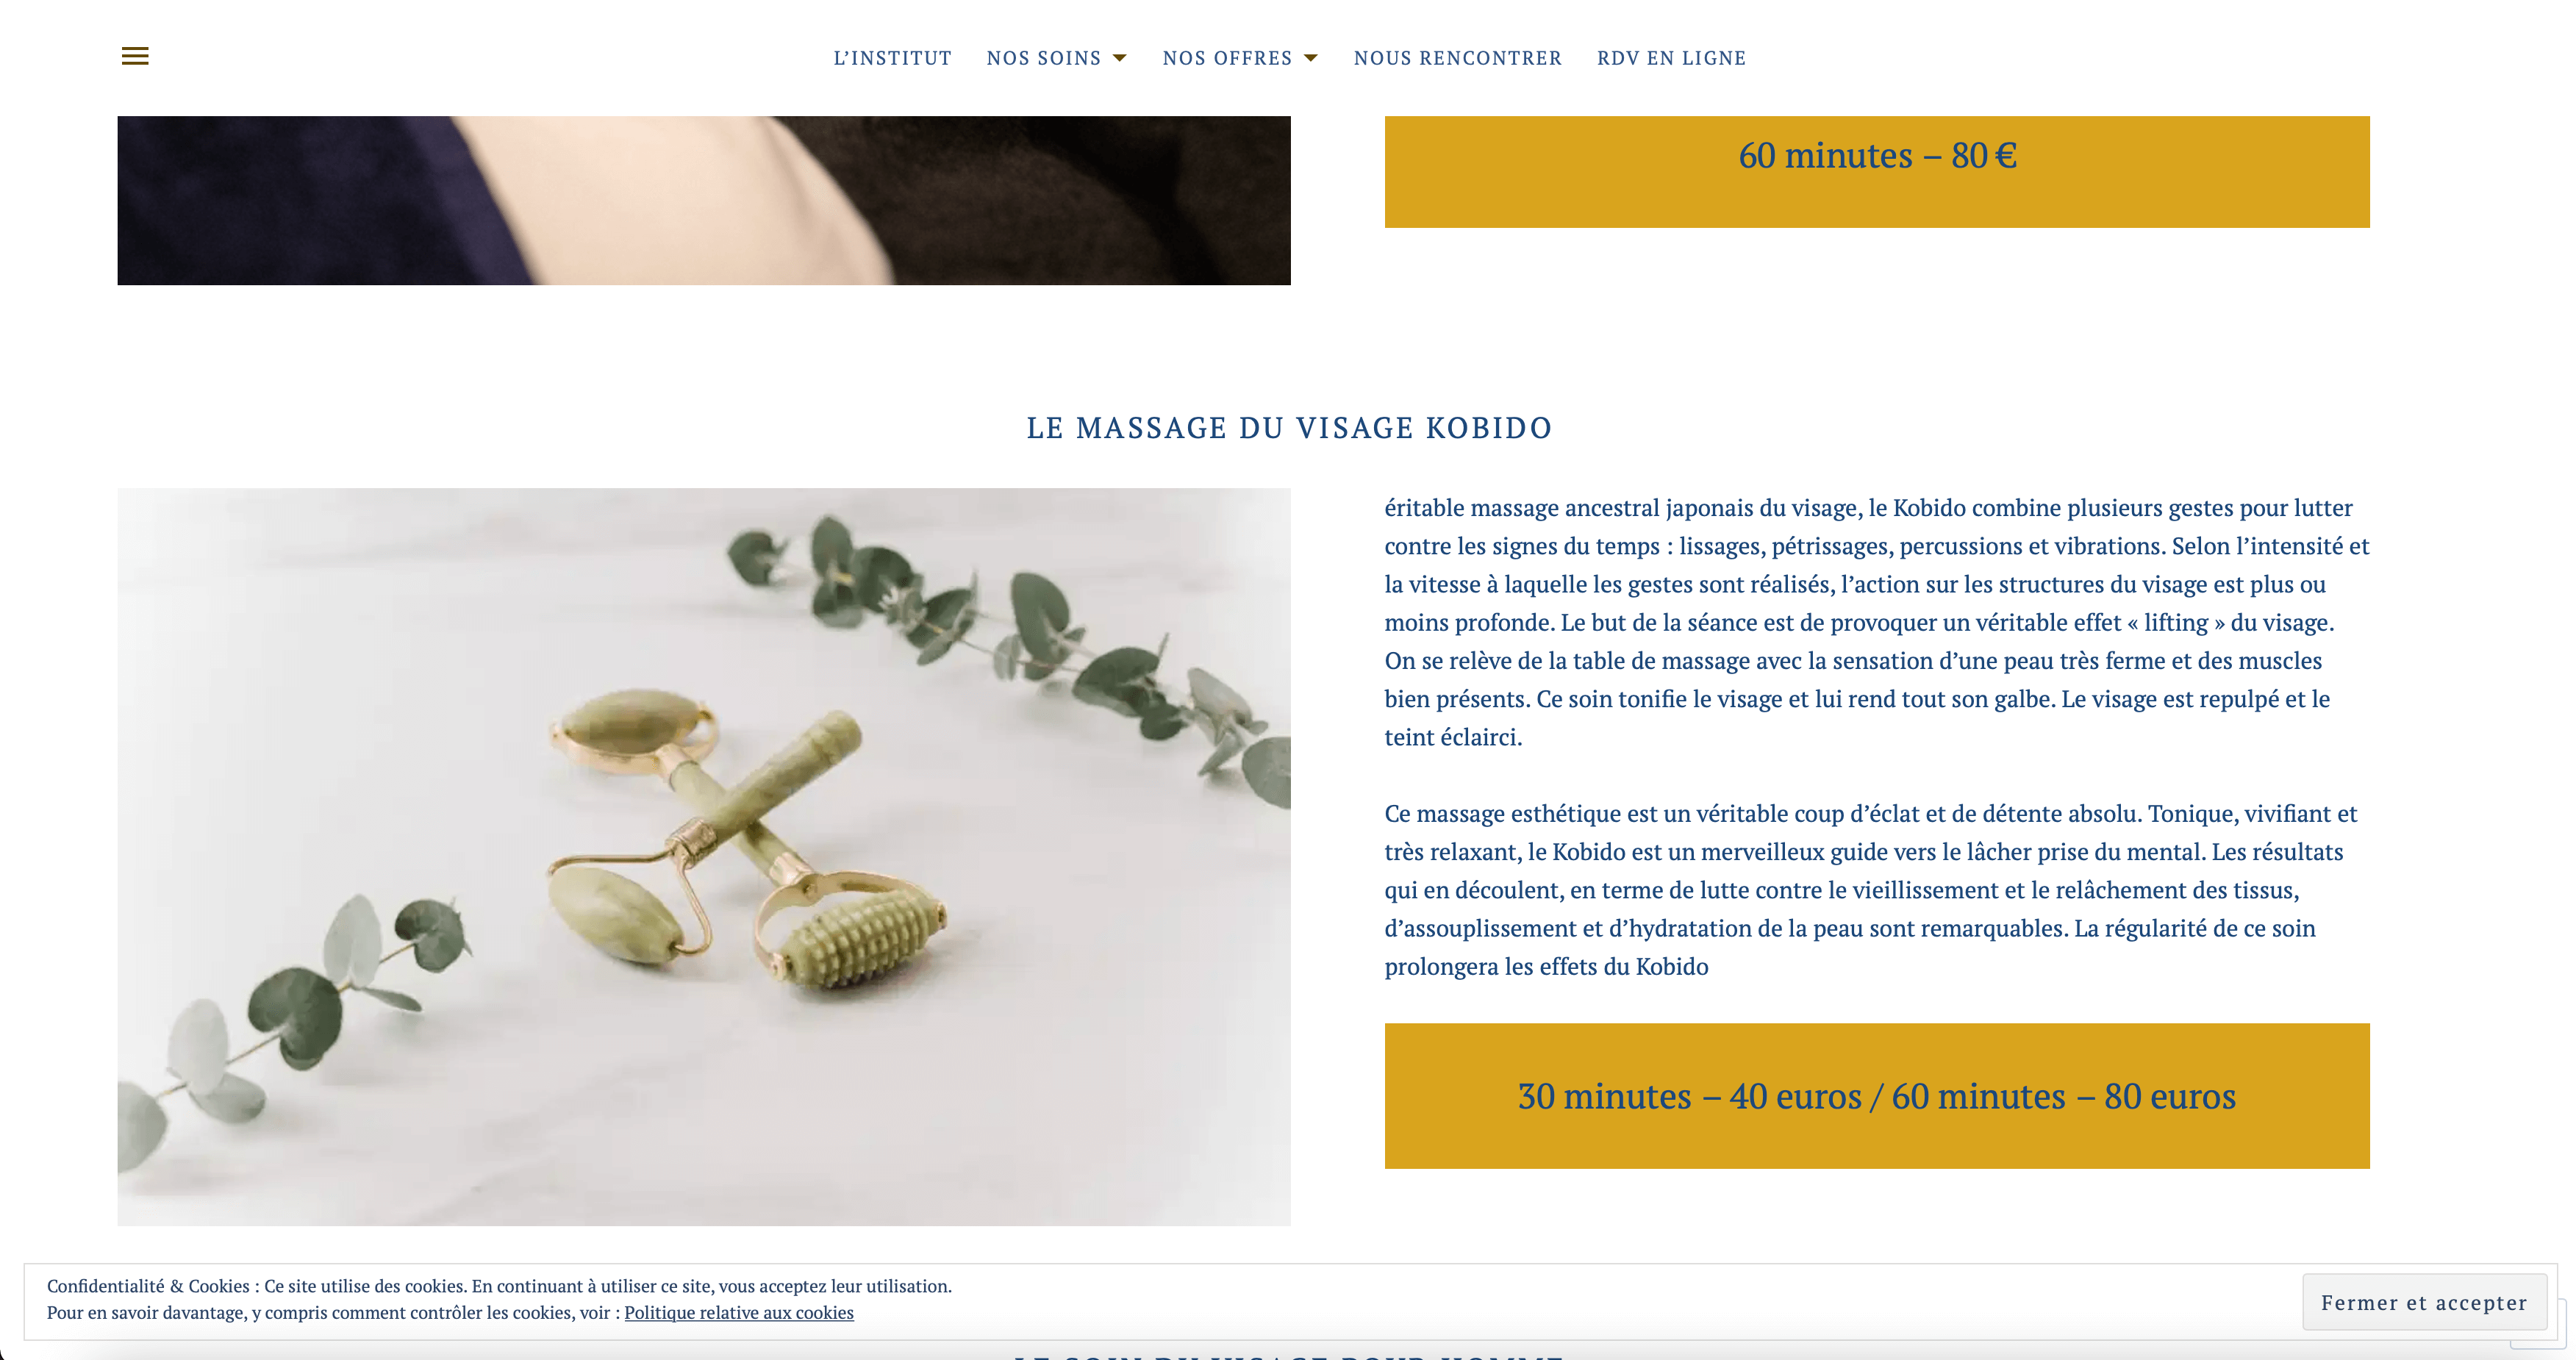 L’INSTITUT NOS SOINS NOS OFFRES NOUS RENCONTRER RDV EN LIGNE
60 minutes – 80 €
LE MASSAGE DU VISAGE KOBIDO
éritable massage ancestral japonais du visage, le Kobido combine plusieurs gestes pour lutter
contre les signes du temps : lissages, pétrissages, percussions et vibrations. Selon l’intensité et
la vitesse à laquelle les gestes sont réalisés, l’action sur les structures du visage est plus ou
moins profonde. Le but de la séance est de provoquer un véritable effet « lifting » du visage.
On se relève de la table de massage avec la sensation d’une peau très ferme et des muscles
bien présents. Ce soin tonifie le visage et lui rend tout son galbe. Le visage est repulpé et le
teint éclairci.
Ce massage esthétique est un véritable coup d’éclat et de détente absolu. Tonique, vivifiant et
très relaxant, le Kobido est un merveilleux guide vers le lâcher prise du mental. Les résultats
qui en découlent, en terme de lutte contre le vieillissement et le relâchement des tissus,
d’assouplissement et d’hydratation de la peau sont remarquables. La régularité de ce soin
prolongera les effets du Kobido
30 minutes – 40 euros / 60 minutes – 80 euros
Confidentialité & Cookies : Ce site utilise des cookies. En continuant à utiliser ce site, vous acceptez leur utilisation.
Pour en savoir davantage, y compris comment contrôler les cookies, voir : Politique relative aux cookies
Fermer et accepter
LE SOIN DU VISAGE POUR HOMME